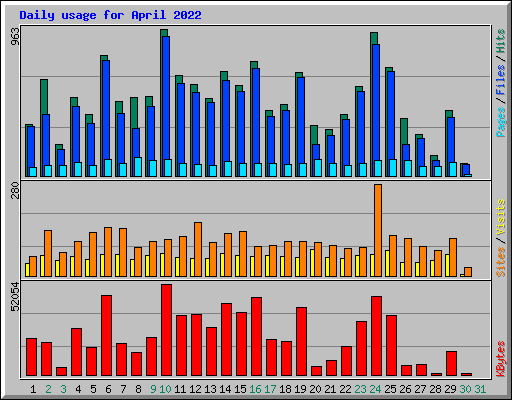 Daily usage for April 2022
963
Pages / Files / Hits
280
Sites / Visits
52054
KBytes
1 2 3 4 5 6 7 8 9 10 11 12 13 14 15 16 17 18 19 20 21 22 23 24 25 26 27 28 29 30 31